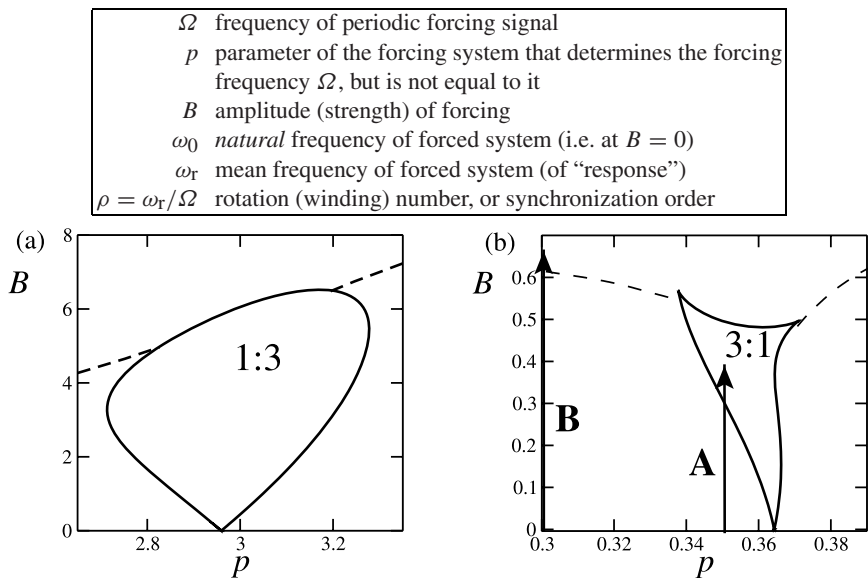 Ω frequency of periodic forcing signal
p parameter of the forcing system that determines the forcing
frequency Ω, but is not equal to it
B amplitude (strength) of forcing
ω₀ natural frequency of forced system (i.e. at B = 0)
ωᵣ mean frequency of forced system (of “response”)
ρ = ωᵣ/Ω rotation (winding) number, or synchronization order
(a)
8
B
6
4
2
0
1:3
2.8 3 3.2
p
(b)
B
0.6
0.5
0.4
0.3
0.2
0.1
0
3:1
B
A
0.3 0.32 0.34 0.36 0.38
p